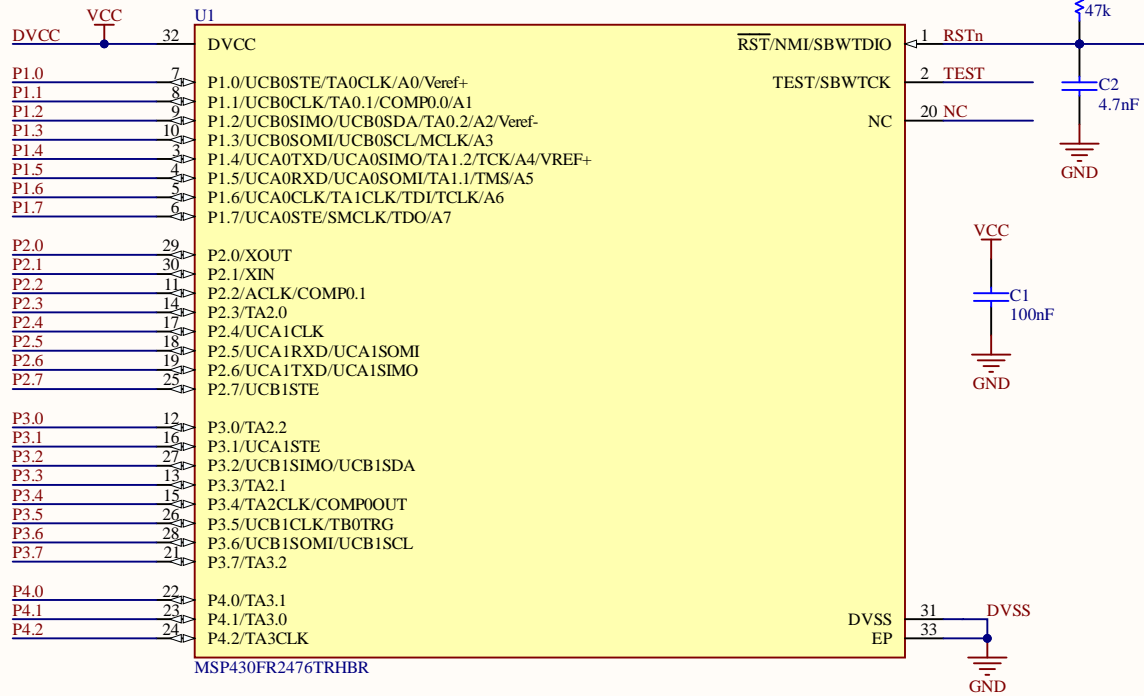 U1
VCC
47k
DVCC 32 DVCC RST/NMI/SBWTDIO 1 RSTn
P1.0 7 P1.0/UCB0STE/TA0CLK/A0/Veref+ TEST/SBWTCK 2 TEST
P1.1 8 P1.1/UCB0CLK/TA0.1/COMP0.0/A1
C2
P1.2 9 P1.2/UCB0SIMO/UCB0SDA/TA0.2/A2/Veref- NC 20 NC
4.7nF
P1.3 10 P1.3/UCB0SOMI/UCB0SCL/MCLK/A3
P1.4 3 P1.4/UCA0TXD/UCA0SIMO/TA1.2/TCK/A4/VREF+
GND
P1.5 4 P1.5/UCA0RXD/UCA0SOMI/TA1.1/TMS/A5
P1.6 5 P1.6/UCA0CLK/TA1CLK/TDI/TCLK/A6
P1.7 6 P1.7/UCA0STE/SMCLK/TDO/A7
VCC
P2.0 29 P2.0/XOUT
P2.1 30 P2.1/XIN
P2.2 11 P2.2/ACLK/COMP0.1
C1
P2.3 14 P2.3/TA2.0
100nF
P2.4 17 P2.4/UCA1CLK
P2.5 18 P2.5/UCA1RXD/UCA1SOMI
P2.6 19 P2.6/UCA1TXD/UCA1SIMO
P2.7 25 P2.7/UCB1STE
GND
P3.0 12 P3.0/TA2.2
P3.1 16 P3.1/UCA1STE
P3.2 27 P3.2/UCB1SIMO/UCB1SDA
P3.3 13 P3.3/TA2.1
P3.4 15 P3.4/TA2CLK/COMP0OUT
P3.5 26 P3.5/UCB1CLK/TB0TRG
P3.6 28 P3.6/UCB1SOMI/UCB1SCL
P3.7 21 P3.7/TA3.2
P4.0 22 P4.0/TA3.1
P4.1 23 P4.1/TA3.0 DVSS 31 DVSS
P4.2 24 P4.2/TA3CLK EP 33
MSP430FR2476TRHBR
GND